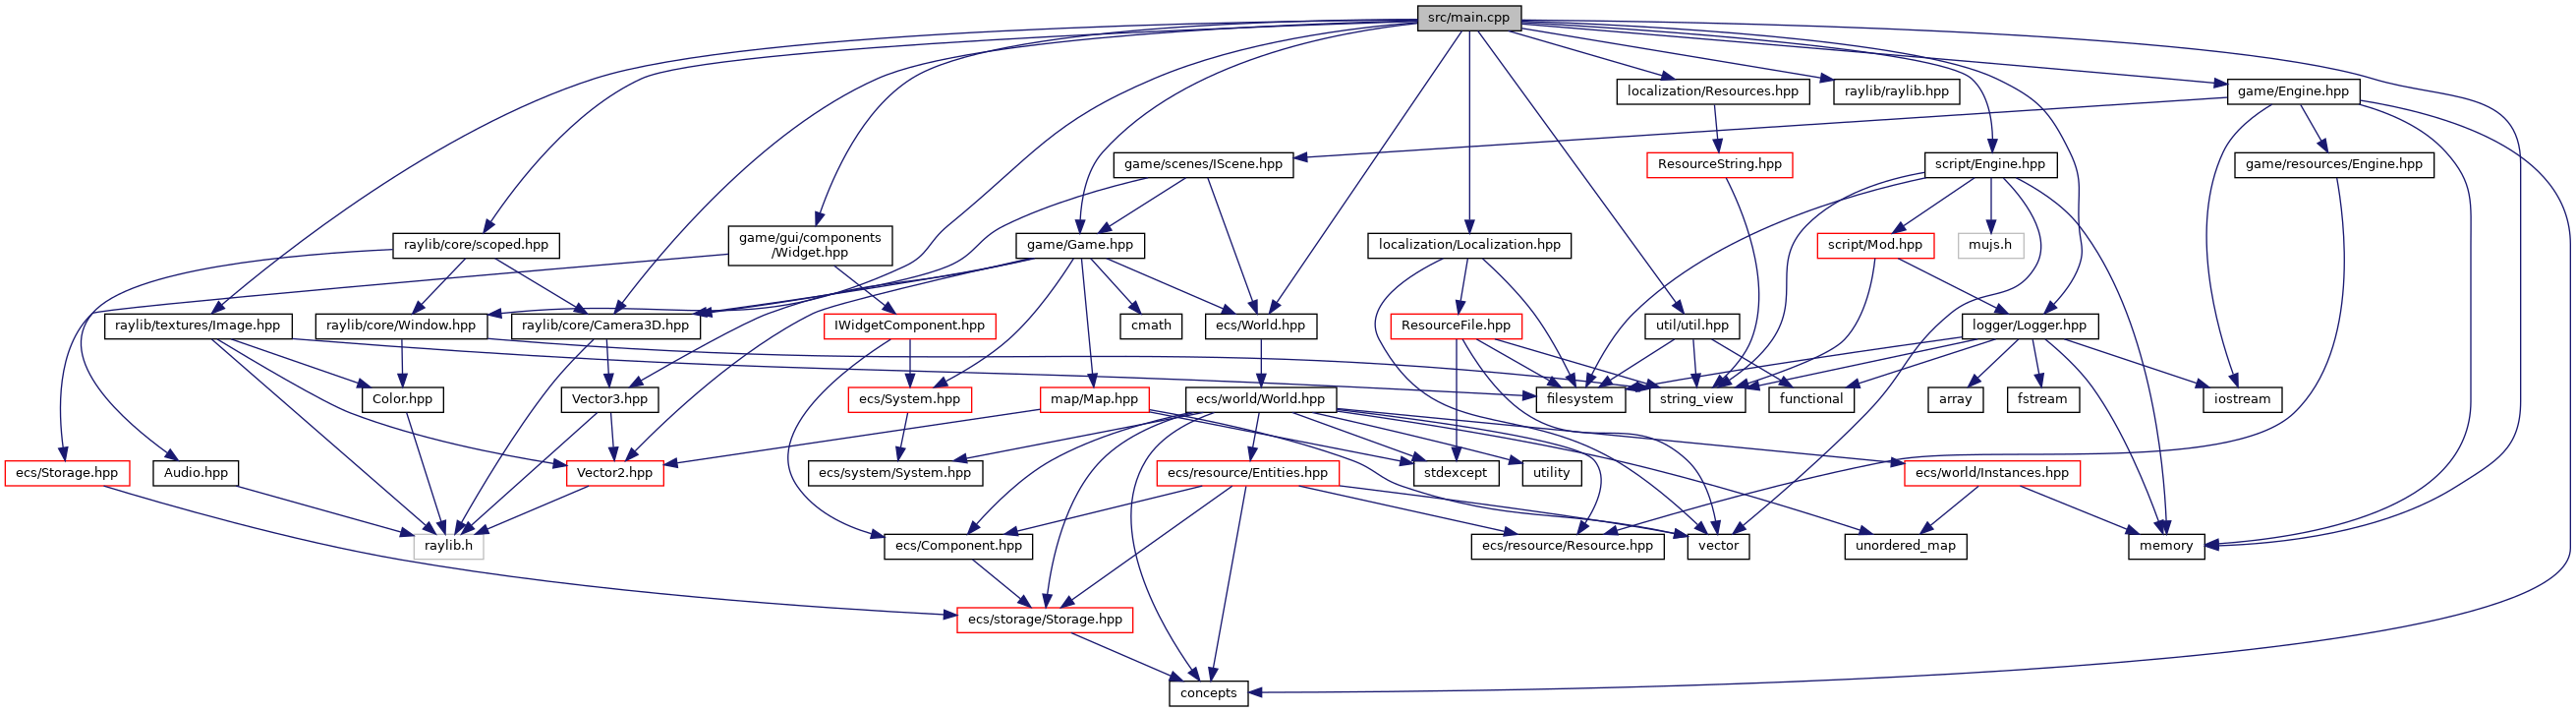 src/main.cpp
localization/Resources.hpp
raylib/raylib.hpp
game/Engine.hpp
game/scenes/IScene.hpp
ResourceString.hpp
script/Engine.hpp
game/resources/Engine.hpp
raylib/core/scoped.hpp
game/gui/components
/Widget.hpp
game/Game.hpp
localization/Localization.hpp
script/Mod.hpp
mujs.h
raylib/textures/Image.hpp
raylib/core/Window.hpp
raylib/core/Camera3D.hpp
IWidgetComponent.hpp
cmath
ecs/World.hpp
ResourceFile.hpp
util/util.hpp
logger/Logger.hpp
Color.hpp
Vector3.hpp
ecs/System.hpp
map/Map.hpp
ecs/world/World.hpp
filesystem
string_view
functional
array
fstream
iostream
ecs/Storage.hpp
Audio.hpp
Vector2.hpp
ecs/system/System.hpp
ecs/resource/Entities.hpp
stdexcept
utility
ecs/world/Instances.hpp
raylib.h
ecs/Component.hpp
ecs/resource/Resource.hpp
vector
unordered_map
memory
ecs/storage/Storage.hpp
concepts